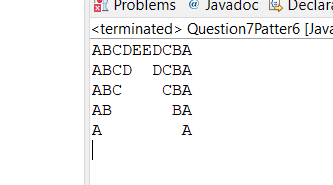 Problems @ Javadoc Declara
<terminated> Question7Patter6 [Java
ABCDEEDCBA
ABCD  DCBA
ABC    CBA
AB      BA
A        A